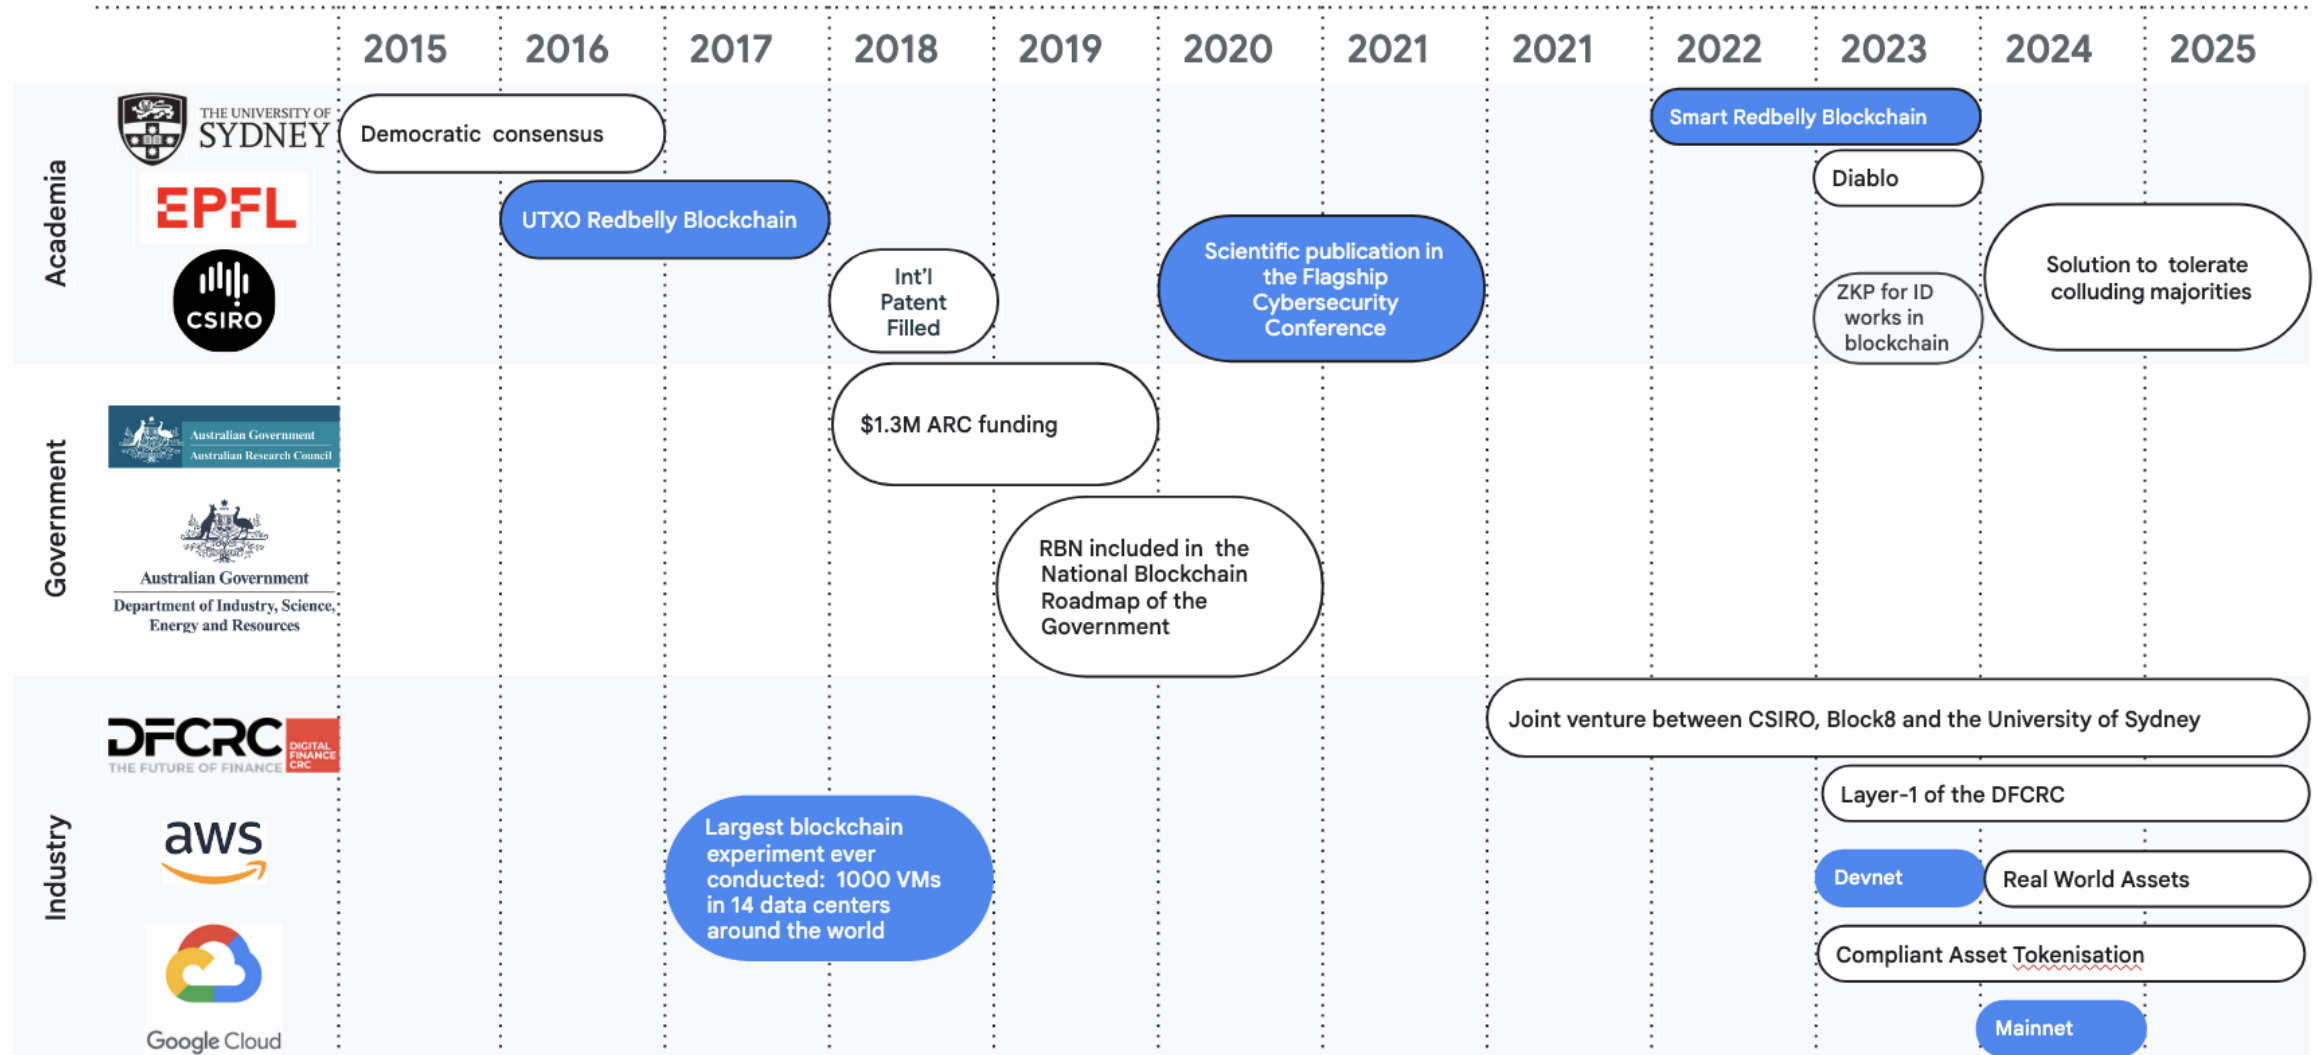 2015 2016 2017 2018 2019 2020 2021 2021 2022 2023 2024 2025
Academia
THE UNIVERSITY OF
SYDNEY
EPFL
CSIRO
Democratic consensus
UTXO Redbelly Blockchain
Int'l
Patent
Filled
Scientific publication in
the Flagship
Cybersecurity
Conference
Smart Redbelly Blockchain
Diablo
ZKP for ID
works in
blockchain
Solution to tolerate
colluding majorities
Government
Australian Government
Australian Research Council
Australian Government
Department of Industry, Science,
Energy and Resources
$1.3M ARC funding
RBN included in the
National Blockchain
Roadmap of the
Government
Industry
DFCRC
DIGITAL
FINANCE
CRC
THE FUTURE OF FINANCE
aws
Google Cloud
Largest blockchain
experiment ever
conducted: 1000 VMs
in 14 data centers
around the world
Joint venture between CSIRO, Block8 and the University of Sydney
Layer-1 of the DFCRC
Devnet
Real World Assets
Compliant Asset Tokenisation
Mainnet